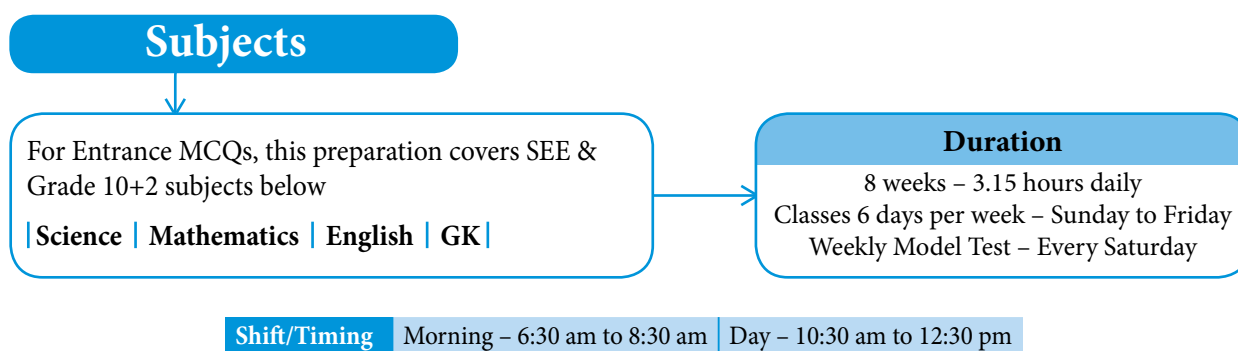 Subjects
For Entrance MCQs, this preparation covers SEE &
Grade 10+2 subjects below
| Science | Mathematics | English | GK |
Duration
8 weeks – 3.15 hours daily
Classes 6 days per week – Sunday to Friday
Weekly Model Test – Every Saturday
Shift/Timing Morning – 6:30 am to 8:30 am | Day – 10:30 am to 12:30 pm